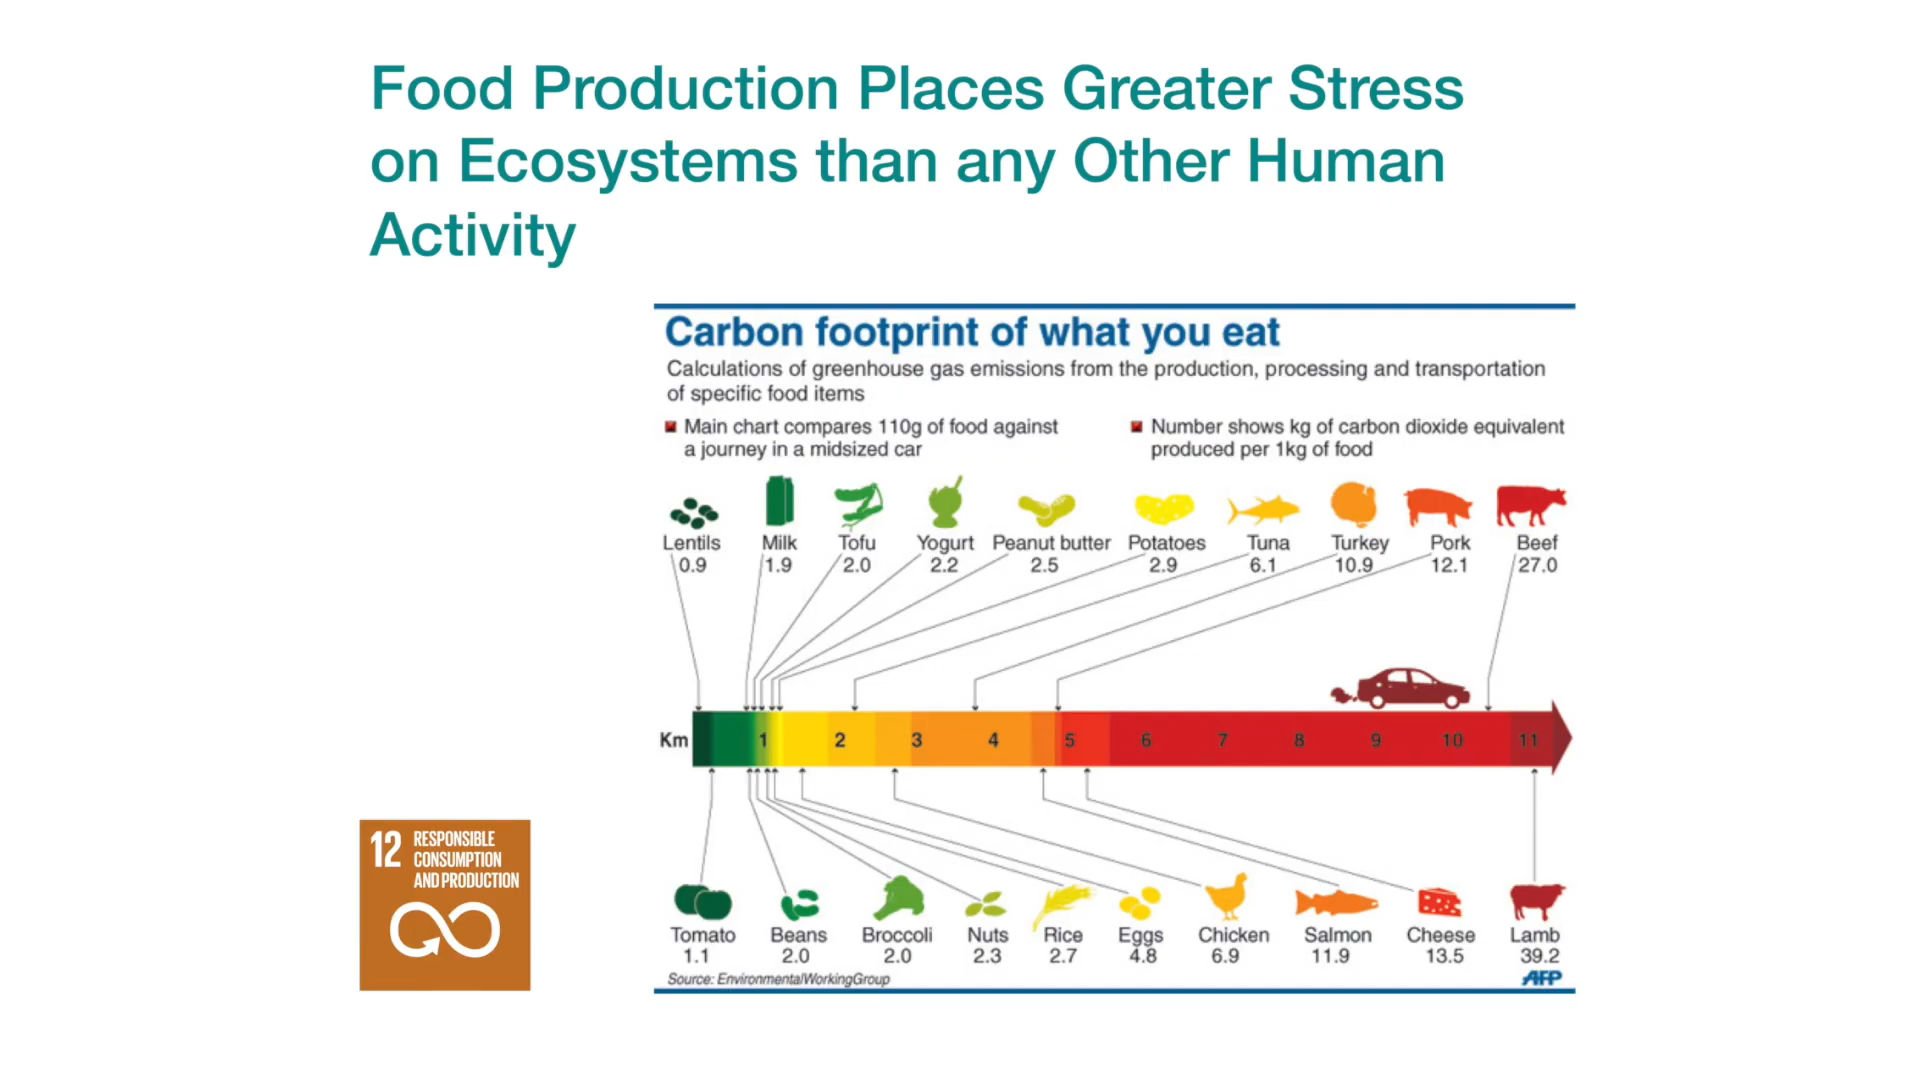 Food Production Places Greater Stress
on Ecosystems than any Other Human
Activity
Carbon footprint of what you eat
Calculations of greenhouse gas emissions from the production, processing and transportation
of specific food items
Main chart compares 110g of food against
a journey in a midsized car
Number shows kg of carbon dioxide equivalent
produced per 1kg of food
Lentils Milk Tofu Yogurt Peanut butter Potatoes Tuna Turkey Pork Beef
0.9 1.9 2.0 2.2 2.5 2.9 6.1 10.9 12.1 27.0
Km 1 2 3 4 5 6 7 8 9 10 11
12 RESPONSIBLE
CONSUMPTION
AND PRODUCTION
Tomato Beans Broccoli Nuts Rice Eggs Chicken Salmon Cheese Lamb
1.1 2.0 2.0 2.3 2.7 4.8 6.9 11.9 13.5 39.2
Source: EnvironmentalWorkingGroup
AFP